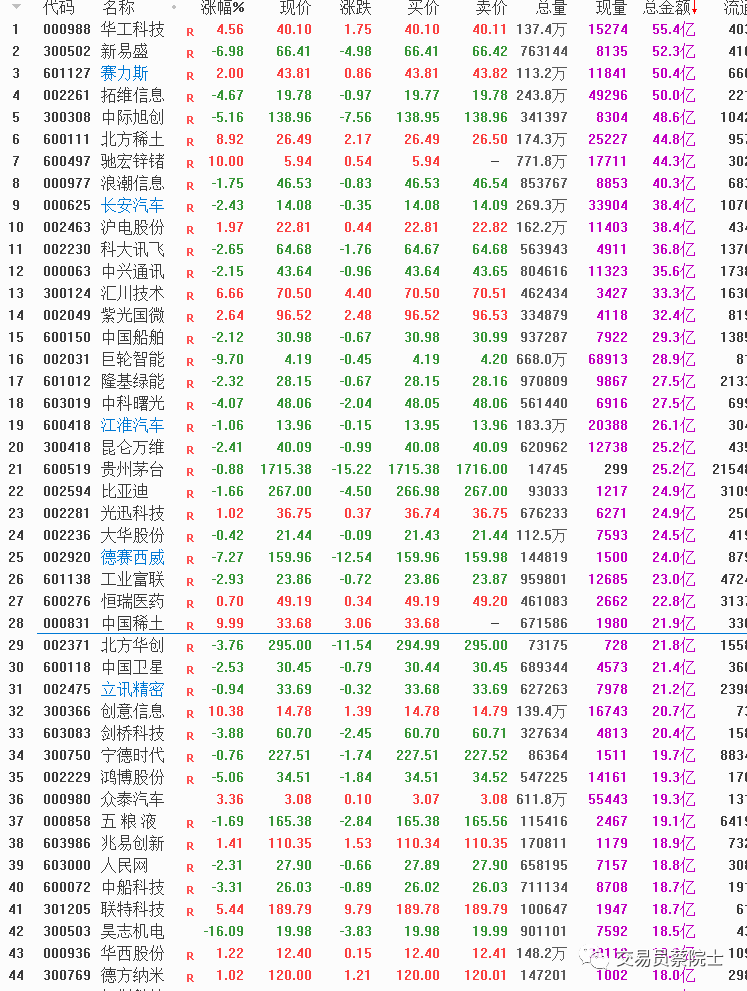 代码 名称 涨幅% 现价 涨跌 买价 卖价 总量 现量 总金额↓ 流通
1 000988 华工科技 R 4.56 40.10 1.75 40.10 40.11 137.4万 15274 55.4亿 403
2 300502 新易盛 R -6.98 66.41 -4.98 66.41 66.42 763144 8135 52.3亿 418
3 601127 赛力斯 R 2.00 43.81 0.86 43.81 43.82 113.2万 11841 50.4亿 660
4 002261 拓维信息 R -4.67 19.78 -0.97 19.77 19.78 243.8万 49296 50.0亿 221
5 300308 中际旭创 R -5.16 138.96 -7.56 138.95 138.96 341397 8304 48.6亿 1042
6 600111 北方稀土 R 8.92 26.49 2.17 26.49 26.50 174.3万 25227 44.8亿 957
7 600497 驰宏锌锗 R 10.00 5.94 0.54 5.94 — 771.8万 17711 44.3亿 302
8 000977 浪潮信息 R -1.75 46.53 -0.83 46.53 46.54 853767 8853 40.3亿 683
9 000625 长安汽车 R -2.43 14.08 -0.35 14.08 14.09 269.3万 33904 38.4亿 1070
10 002463 沪电股份 R 1.97 22.81 0.44 22.81 22.82 162.2万 11403 38.4亿 434
11 002230 科大讯飞 R -2.65 64.68 -1.76 64.67 64.68 563943 4911 36.8亿 1370
12 000063 中兴通讯 R -2.15 43.64 -0.96 43.64 43.65 804616 11323 35.6亿 1738
13 300124 汇川技术 R 6.66 70.50 4.40 70.50 70.51 462434 3427 33.3亿 1630
14 002049 紫光国微 R 2.64 96.52 2.48 96.52 96.53 334879 4118 32.4亿 819
15 600150 中国船舶 R -2.12 30.98 -0.67 30.98 30.99 937287 7922 29.3亿 1385
16 002031 巨轮智能 R -9.70 4.19 -0.45 4.19 4.20 668.0万 68913 28.9亿 87
17 601012 隆基绿能 R -2.32 28.15 -0.67 28.15 28.16 970809 9867 27.5亿 2133
18 603019 中科曙光 R -4.07 48.06 -2.04 48.05 48.06 561440 6916 27.5亿 699
19 600418 江淮汽车 R -1.06 13.96 -0.15 13.95 13.96 183.3万 20388 26.1亿 304
20 300418 昆仑万维 R -2.41 40.09 -0.99 40.08 40.09 620962 12738 25.2亿 439
21 600519 贵州茅台 R -0.88 1715.38 -15.22 1715.38 1716.00 14745 299 25.2亿 21548
22 002594 比亚迪 R -1.66 267.00 -4.50 266.98 267.00 93033 1217 24.9亿 3109
23 002281 光迅科技 R 1.02 36.75 0.37 36.74 36.75 676233 6271 24.9亿 250
24 002236 大华股份 R -0.42 21.44 -0.09 21.43 21.44 112.5万 7593 24.5亿 419
25 002920 德赛西威 R -7.27 159.96 -12.54 159.96 159.98 144819 1500 24.0亿 879
26 601138 工业富联 R -2.93 23.86 -0.72 23.86 23.87 959801 12685 23.0亿 4724
27 600276 恒瑞医药 R 0.70 49.19 0.34 49.19 49.20 461083 2662 22.8亿 3137
28 000831 中国稀土 R 9.99 33.68 3.06 33.68 — 671586 1980 21.9亿 330
29 002371 北方华创 R -3.76 295.00 -11.54 294.99 295.00 73175 728 21.8亿 1558
30 600118 中国卫星 R -2.53 30.45 -0.79 30.44 30.45 689344 4573 21.4亿 360
31 002475 立讯精密 R -0.94 33.69 -0.32 33.68 33.69 627263 7978 21.2亿 2398
32 300366 创意信息 R 10.38 14.78 1.39 14.78 14.79 139.4万 16743 20.7亿 73
33 603083 剑桥科技 R -3.88 60.70 -2.45 60.70 60.71 327634 4813 20.4亿 158
34 300750 宁德时代 R -0.76 227.51 -1.74 227.51 227.52 86364 1511 19.7亿 8834
35 002229 鸿博股份 R -5.06 34.51 -1.84 34.51 34.52 547225 14161 19.3亿 170
36 000980 众泰汽车 3.36 3.08 0.10 3.07 3.08 611.8万 55443 19.3亿 131
37 000858 五粮液 R -1.69 165.38 -2.84 165.38 165.56 115416 2467 19.1亿 6419
38 603986 兆易创新 R 1.41 110.35 1.53 110.34 110.35 170811 1179 18.9亿 732
39 603000 人民网 R -2.31 27.90 -0.66 27.89 27.90 658195 7157 18.8亿 308
40 600072 中船科技 R -3.31 26.03 -0.89 26.02 26.03 711134 8708 18.7亿 191
41 301205 联特科技 R 5.44 189.79 9.79 189.78 189.79 100647 1947 18.7亿 61
42 300503 昊志机电 -16.09 19.98 -3.83 19.98 19.99 901101 7592 18.5亿 43
43 000936 华西股份 R 1.22 12.40 0.15 12.40 12.41 148.2万
44 300769 德方纳米 R 1.02 120.00 1.21 120.00 120.01 147201 1002 18.0亿 298
交易员蔡院士